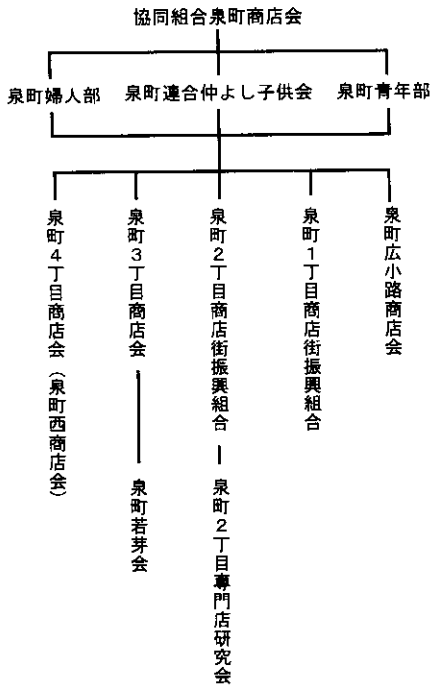 協同組合泉町商店会
泉町婦人部
泉町連合仲よし子供会
泉町青年部
泉町広小路商店会
泉町1丁目商店街振興組合
泉町2丁目商店街振興組合
泉町3丁目商店会
泉町4丁目商店会（泉町西商店会）
泉町2丁目専門店研究会
泉町若芽会